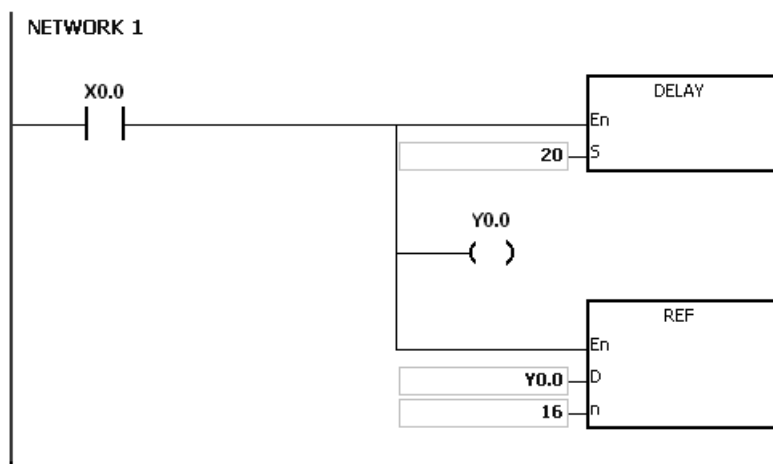 NETWORK 1
X0.0
DELAY
En
20 S
Y0.0
REF
En
Y0.0 D
16 n